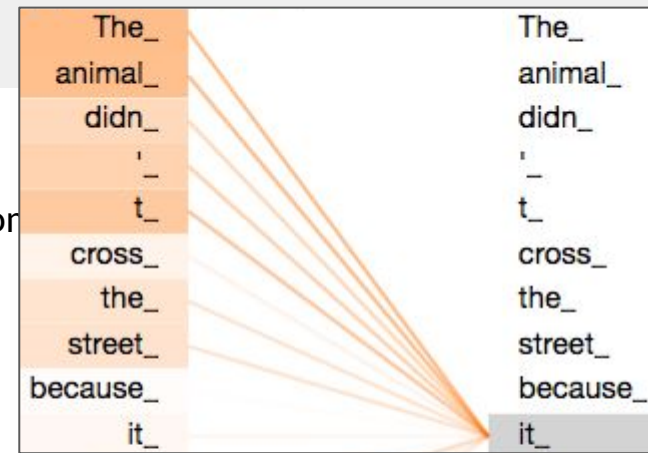 The_ The_
animal_ animal_
didn_ didn_
'_ '_
t_ t_
cross_ cross_
the_ the_
street_ street_
because_ because_
it_ it_